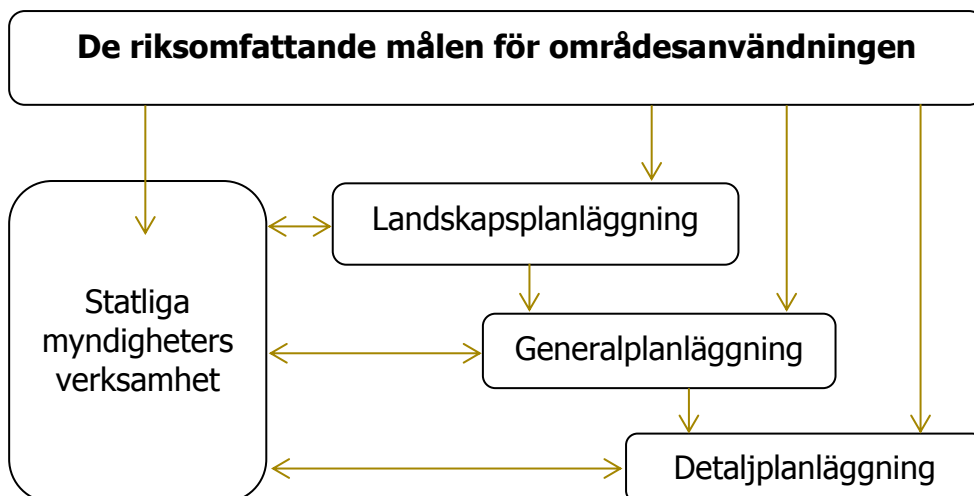 De riksomfattande målen för områdesanvändningen
Landskapsplanläggning
Statliga
myndigheters
verksamhet
Generalplanläggning
Detaljplanläggning